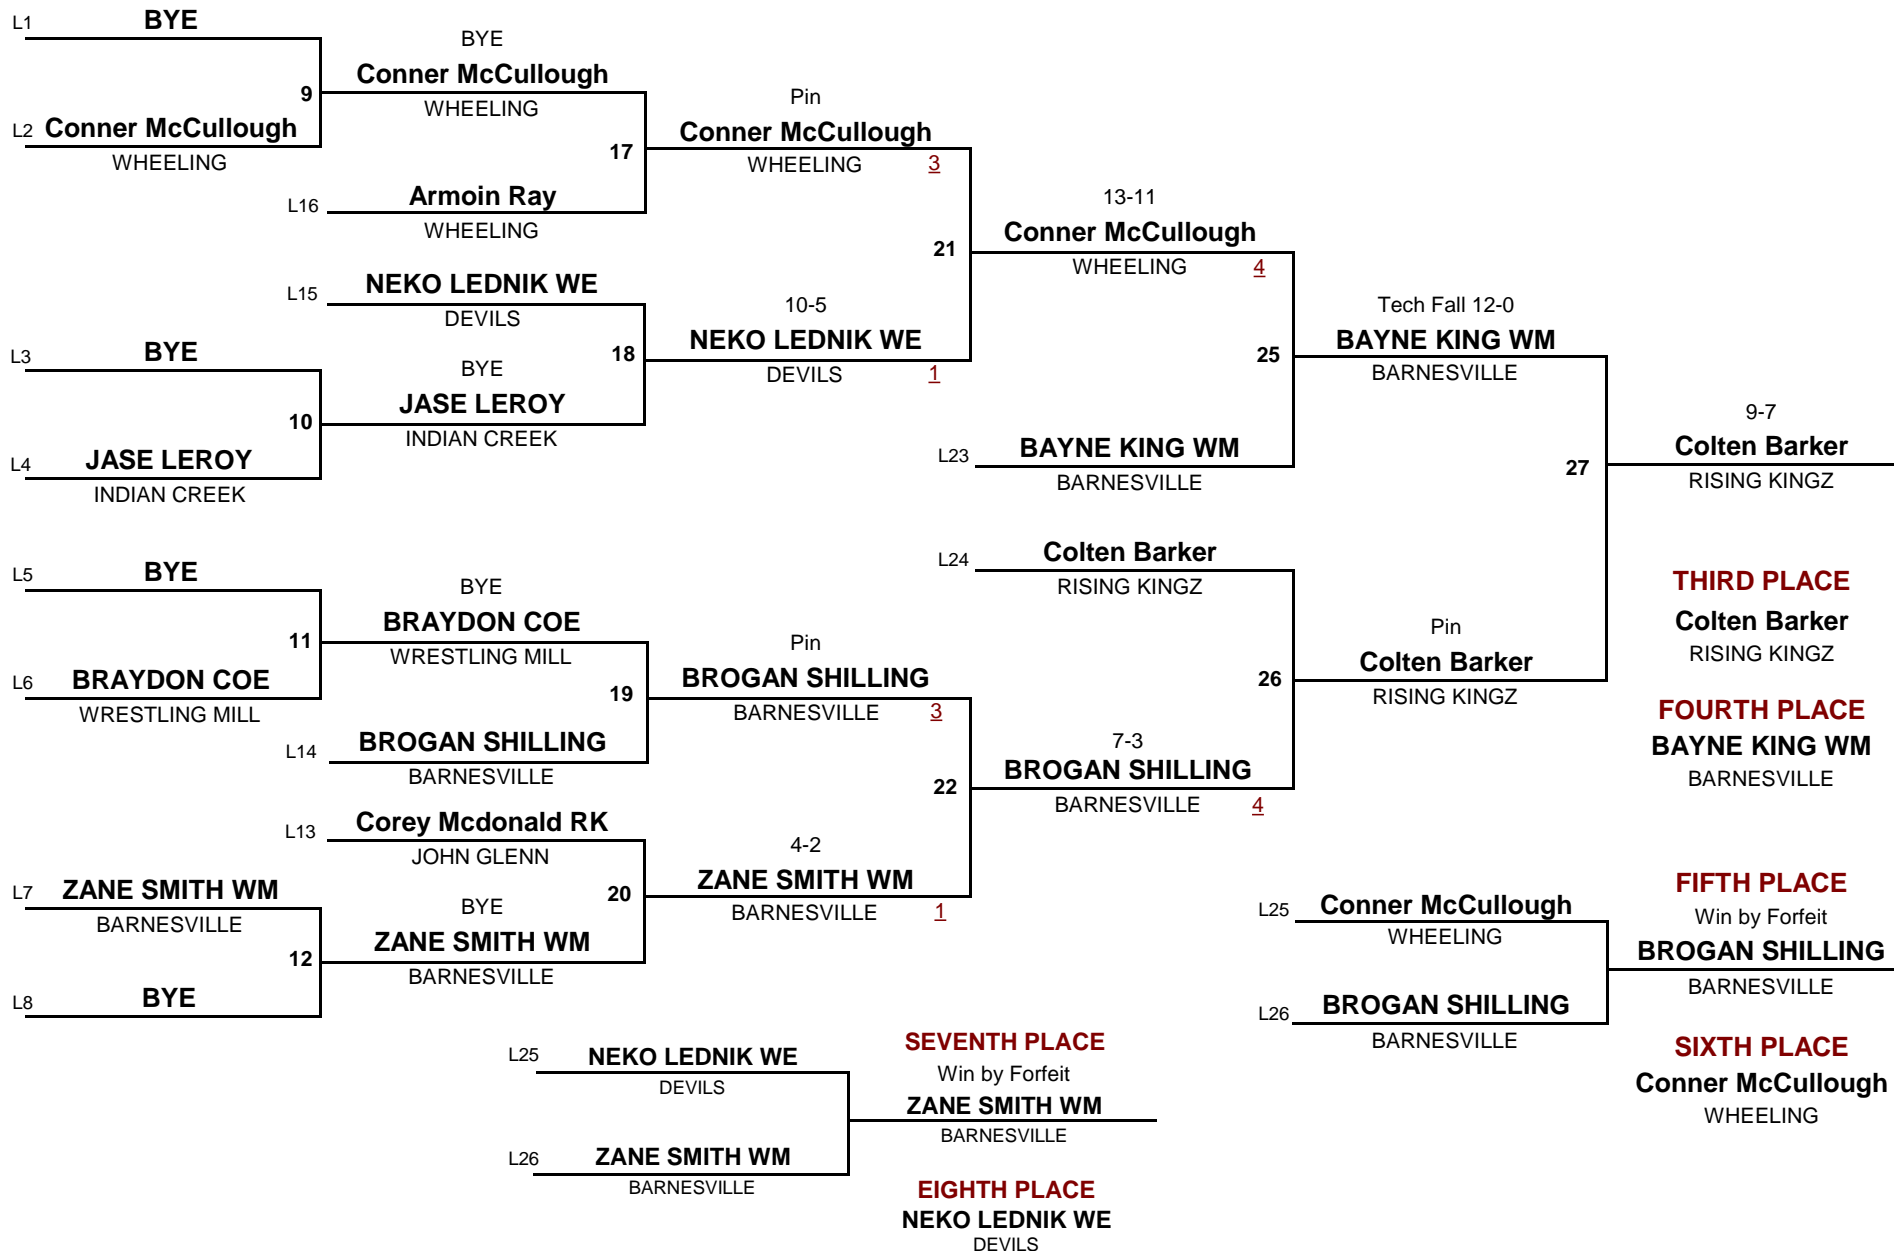 L1 BYE
BYE
Conner McCullough
9
WHEELING
L2 Conner McCullough
WHEELING
Pin
Conner McCullough
17
WHEELING 3
L16 Armoin Ray
WHEELING
13-11
Conner McCullough
21
WHEELING 4
L15 NEKO LEDNIK WE
DEVILS
10-5
NEKO LEDNIK WE
18
DEVILS 1
L3 BYE
BYE
JASE LEROY
10
INDIAN CREEK
L4 JASE LEROY
INDIAN CREEK
Tech Fall 12-0
BAYNE KING WM
25
BARNESVILLE
L23 BAYNE KING WM
BARNESVILLE
9-7
Colten Barker
27
RISING KINGZ
L5 BYE
BYE
BRAYDON COE
11
WRESTLING MILL
L6 BRAYDON COE
WRESTLING MILL
Pin
BROGAN SHILLING
19
BARNESVILLE 3
L14 BROGAN SHILLING
BARNESVILLE
L24 Colten Barker
RISING KINGZ
Pin
Colten Barker
26
RISING KINGZ
7-3
BROGAN SHILLING
22
BARNESVILLE 4
L13 Corey Mcdonald RK
JOHN GLENN
4-2
ZANE SMITH WM
20
BARNESVILLE 1
L7 ZANE SMITH WM
BARNESVILLE
BYE
ZANE SMITH WM
12
BARNESVILLE
L8 BYE
THIRD PLACE
Colten Barker
RISING KINGZ
FOURTH PLACE
BAYNE KING WM
BARNESVILLE
L25 Conner McCullough
WHEELING
FIFTH PLACE
Win by Forfeit
BROGAN SHILLING
BARNESVILLE
L26 BROGAN SHILLING
BARNESVILLE
SIXTH PLACE
Conner McCullough
WHEELING
L25 NEKO LEDNIK WE
DEVILS
SEVENTH PLACE
Win by Forfeit
ZANE SMITH WM
BARNESVILLE
L26 ZANE SMITH WM
BARNESVILLE
EIGHTH PLACE
NEKO LEDNIK WE
DEVILS